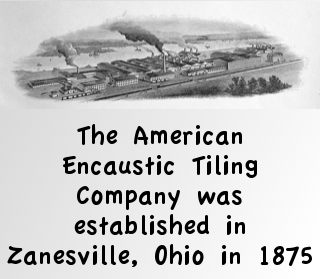 The American
Encaustic Tiling
Company was
established in
Zanesville, Ohio in 1875